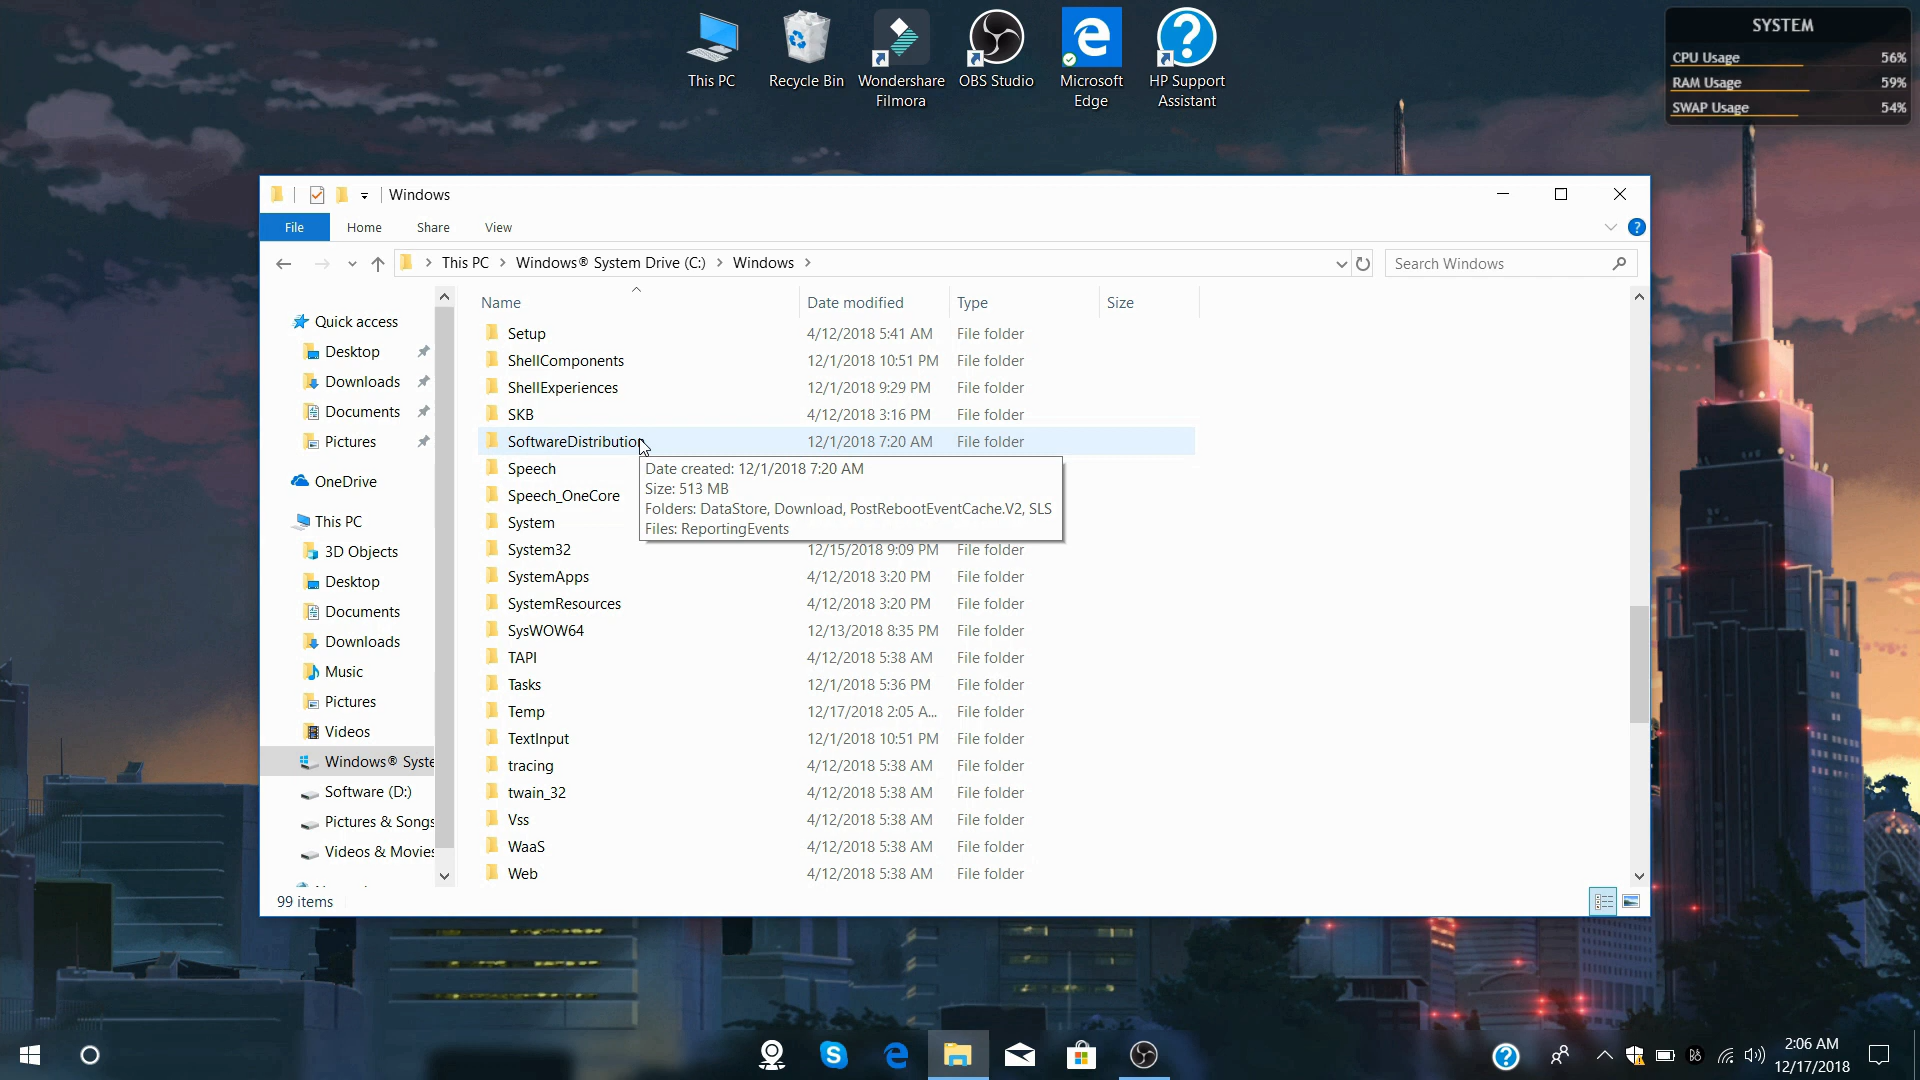 This PC
Recycle Bin
Wondershare
Filmora
OBS Studio
Microsoft
Edge
HP Support
Assistant
SYSTEM
CPU Usage 56%
RAM Usage 59%
SWAP Usage 54%
Windows
File Home Share View
This PC Windows® System Drive (C:) Windows
Search Windows
Name Date modified Type Size
Quick access
Desktop
Downloads
Documents
Pictures
OneDrive
This PC
3D Objects
Desktop
Documents
Downloads
Music
Pictures
Videos
Windows® Syste
Software (D:)
Pictures & Songs
Videos & Movies
Setup 4/12/2018 5:41 AM File folder
ShellComponents 12/1/2018 10:51 PM File folder
ShellExperiences 12/1/2018 9:29 PM File folder
SKB 4/12/2018 3:16 PM File folder
SoftwareDistribution 12/1/2018 7:20 AM File folder
Speech
Speech_OneCore
System
Date created: 12/1/2018 7:20 AM
Size: 513 MB
Folders: DataStore, Download, PostRebootEventCache.V2, SLS
Files: ReportingEvents
System32 12/15/2018 9:09 PM File folder
SystemApps 4/12/2018 3:20 PM File folder
SystemResources 4/12/2018 3:20 PM File folder
SysWOW64 12/13/2018 8:35 PM File folder
TAPI 4/12/2018 5:38 AM File folder
Tasks 12/1/2018 5:36 PM File folder
Temp 12/17/2018 2:05 A... File folder
TextInput 12/1/2018 10:51 PM File folder
tracing 4/12/2018 5:38 AM File folder
twain_32 4/12/2018 5:38 AM File folder
Vss 4/12/2018 5:38 AM File folder
WaaS 4/12/2018 5:38 AM File folder
Web 4/12/2018 5:38 AM File folder
99 items
2:06 AM
12/17/2018